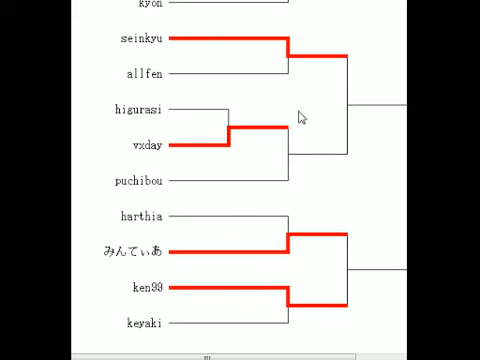 kyon
seinkyu
allfen
higurasi
vxday
puchibou
harthia
みんてぃあ
ken99
keyaki